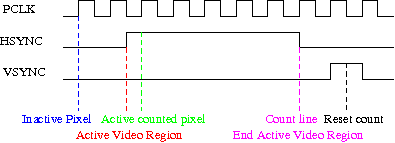 PCLK
HSYNC
VSYNC
Inactive Pixel Active counted pixel Count line Reset count
Active Video Region End Active Video Region